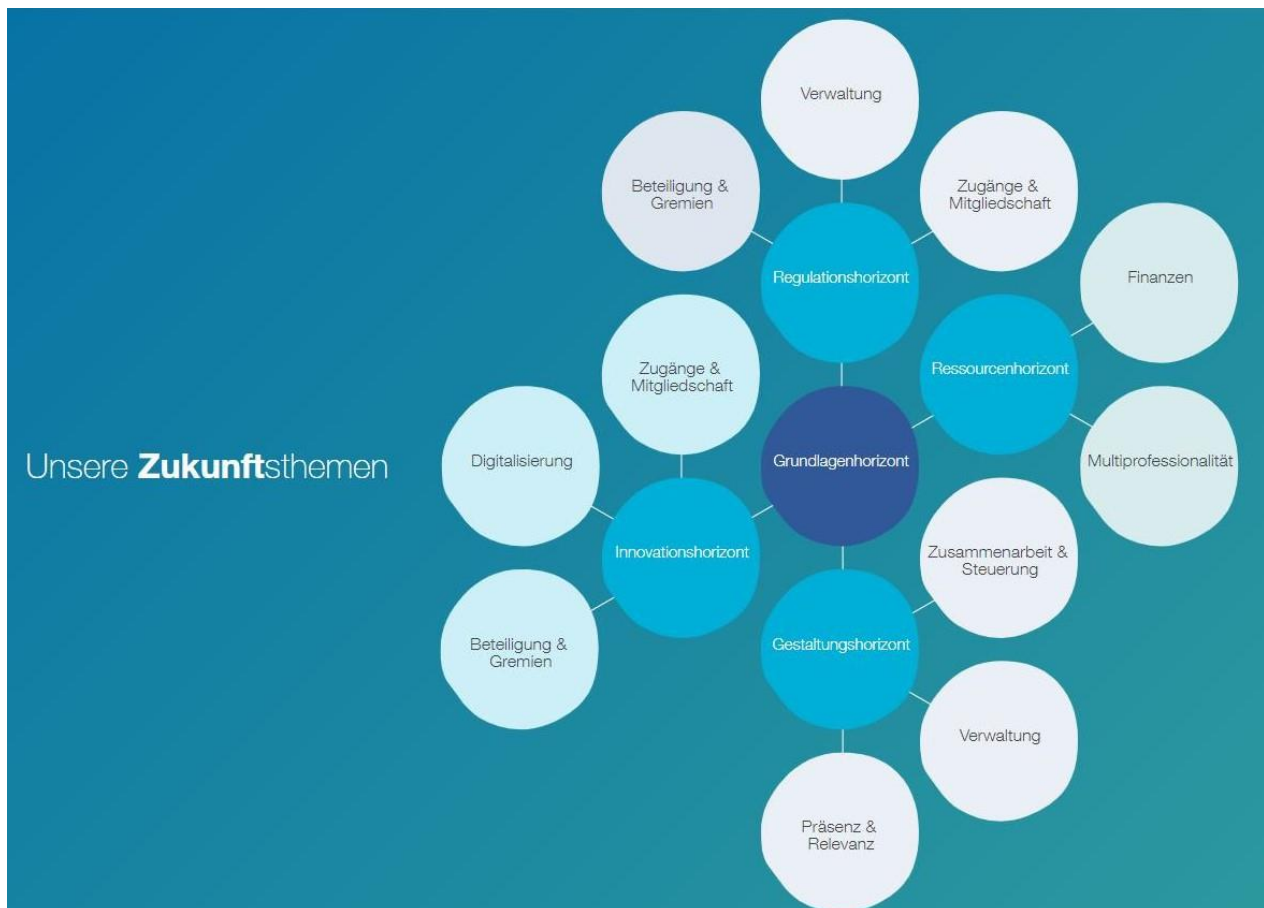 Unsere Zukunftsthemen
Verwaltung
Beteiligung &
Gremien
Zugänge &
Mitgliedschaft
Regulationshorizont
Finanzen
Zugänge &
Mitgliedschaft
Ressourcenhorizont
Digitalisierung
Grundlagenhorizont
Multiprofessionalität
Innovationshorizont
Zusammenarbeit &
Steuerung
Beteiligung &
Gremien
Gestaltungshorizont
Verwaltung
Präsenz &
Relevanz